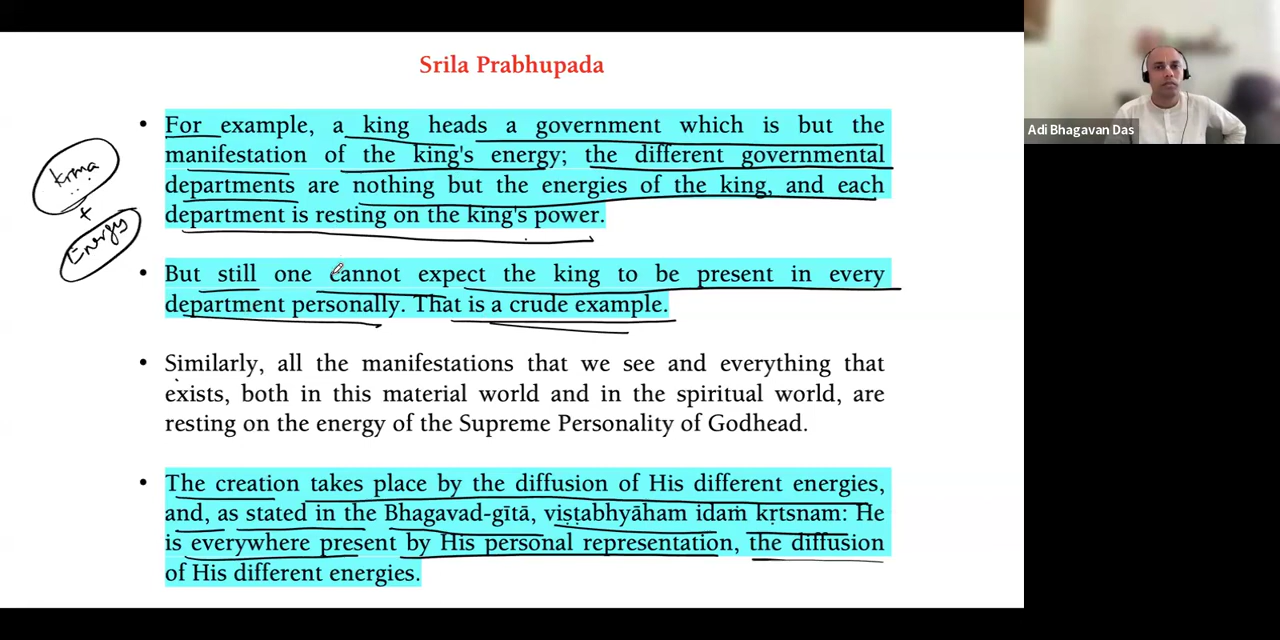 Srila Prabhupada
• For example, a king heads a government which is but the
manifestation of the king's energy; the different governmental
departments are nothing but the energies of the king, and each
department is resting on the king's power.
Krsna
+
Energy
• But still one cannot expect the king to be present in every
department personally. That is a crude example.
• Similarly, all the manifestations that we see and everything that
exists, both in this material world and in the spiritual world, are
resting on the energy of the Supreme Personality of Godhead.
• The creation takes place by the diffusion of His different energies,
and, as stated in the Bhagavad-gītā, viṣṭabhyāham idaṁ kṛtsnam: He
is everywhere present by His personal representation, the diffusion
of His different energies.
Adi Bhagavan Das